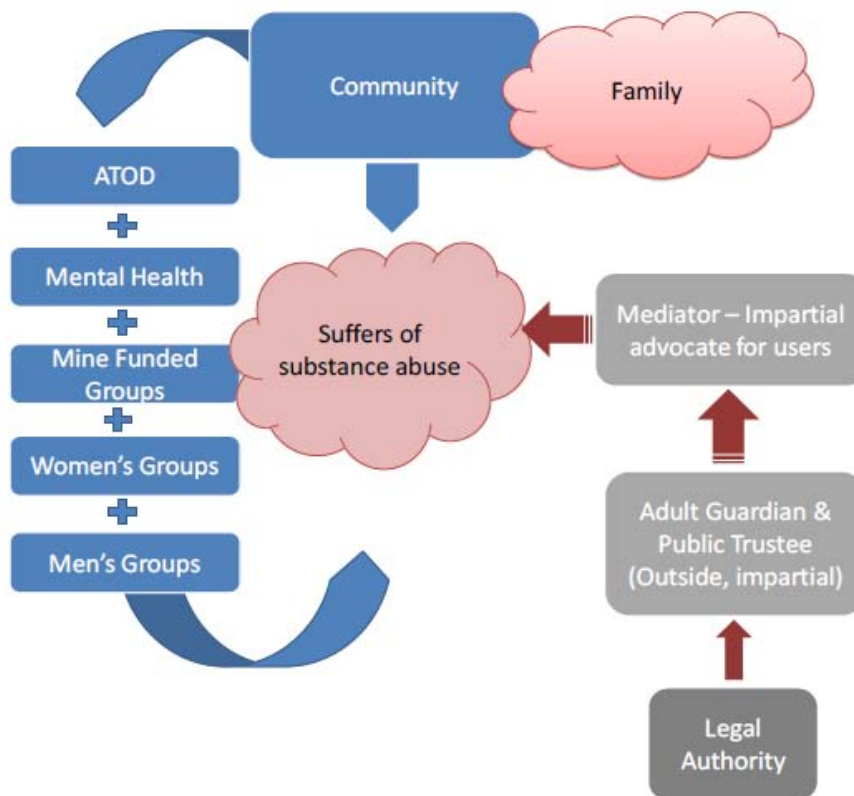 Community
Family
ATOD
Mental Health
Mine Funded
Groups
Women's Groups
Men's Groups
Suffers of
substance abuse
Mediator – Impartial
advocate for users
Adult Guardian &
Public Trustee
(Outside, impartial)
Legal
Authority